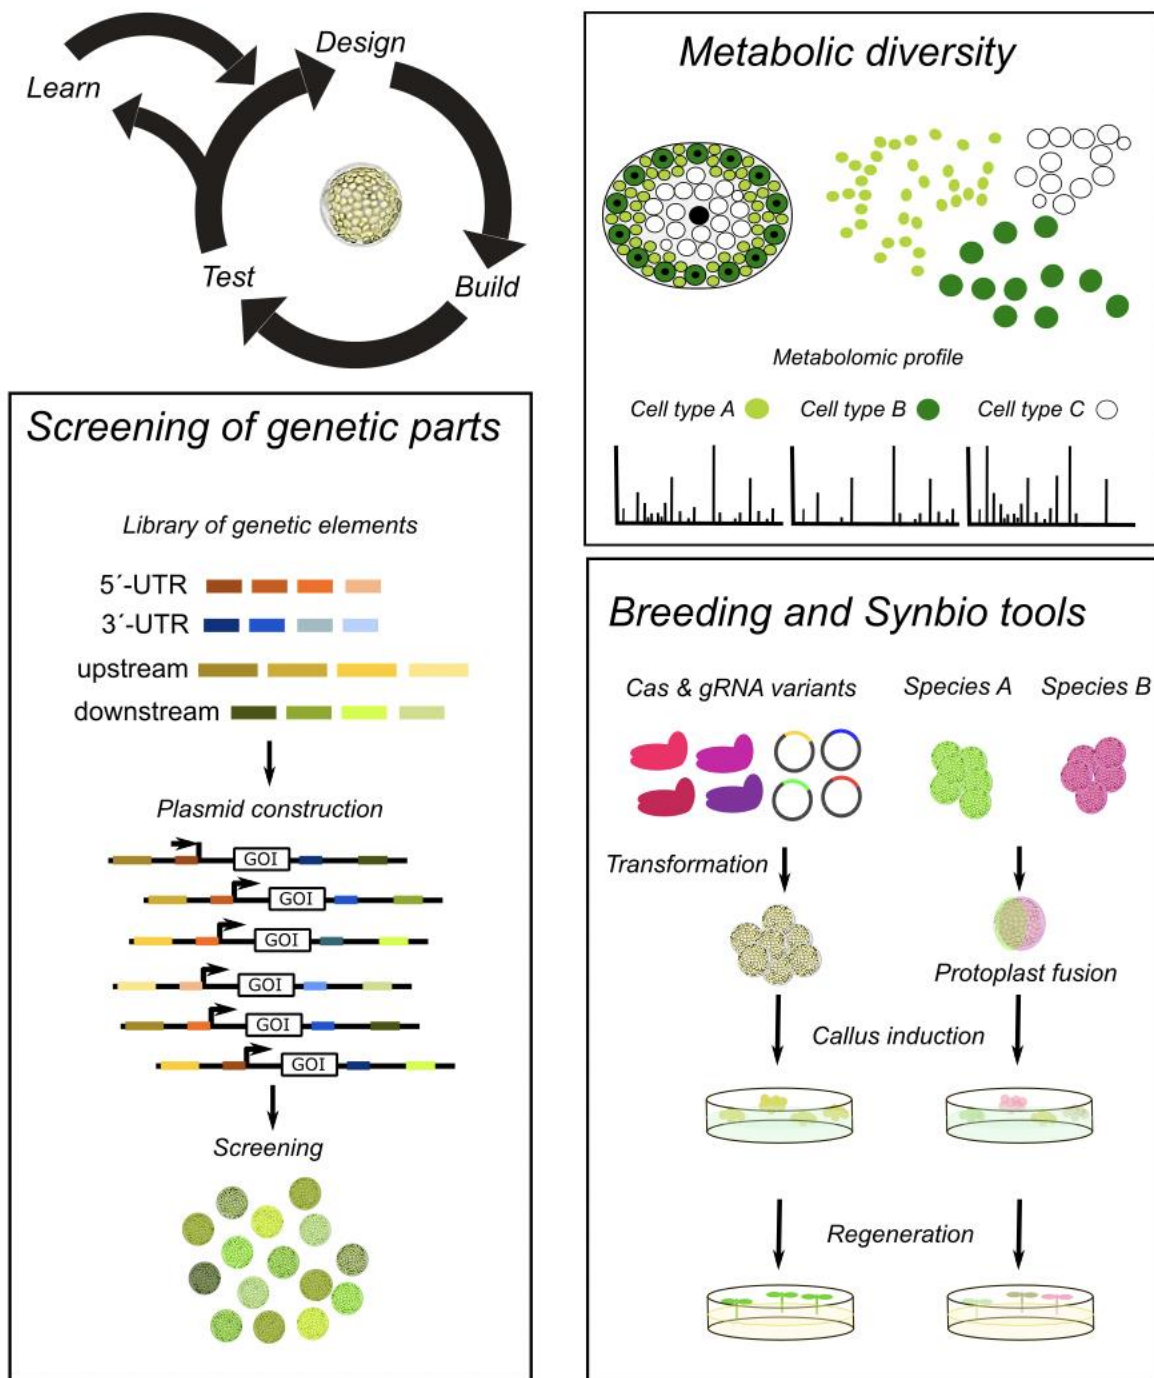 Design
Learn
Test
Build
Metabolic diversity
Metabolomic profile
Cell type A
Cell type B
Cell type C
Screening of genetic parts
Library of genetic elements
5´-UTR
3´-UTR
upstream
downstream
Plasmid construction
GOI
GOI
GOI
GOI
GOI
GOI
Screening
Breeding and Synbio tools
Cas & gRNA variants
Species A
Species B
Transformation
Protoplast fusion
Callus induction
Regeneration